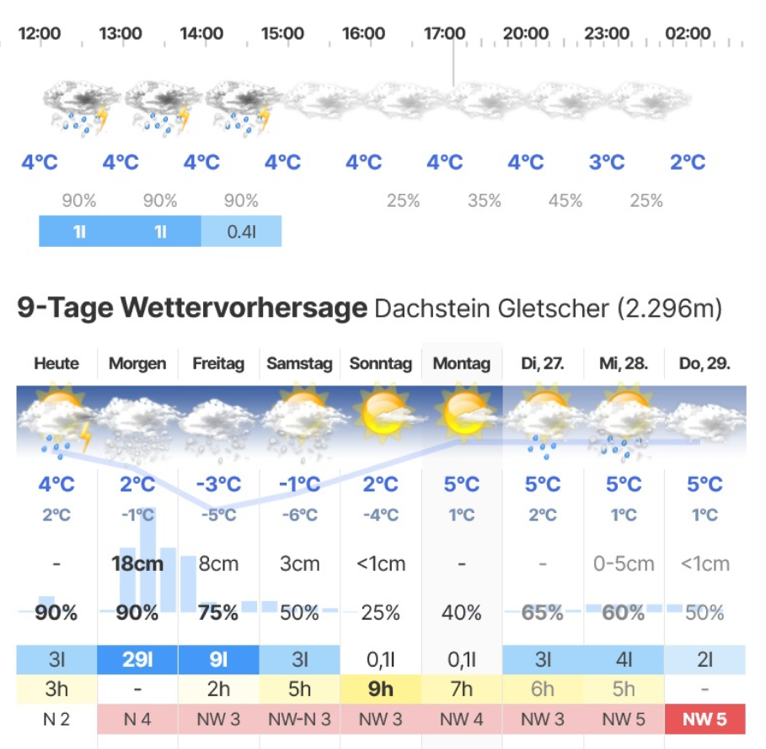 12:00 13:00 14:00 15:00 16:00 17:00 20:00 23:00 02:00
4°C 4°C 4°C 4°C 4°C 4°C 4°C 3°C 2°C
90% 90% 90% 25% 35% 45% 25%
1l 1l 0.4l
9-Tage Wettervorhersage Dachstein Gletscher (2.296m)
Heute Morgen Freitag Samstag Sonntag Montag Di, 27. Mi, 28. Do, 29.
4°C 2°C -3°C -1°C 2°C 5°C 5°C 5°C 5°C
2°C -1°C -5°C -6°C -4°C 1°C 2°C 1°C 1°C
- 18cm 8cm 3cm <1cm - - 0-5cm <1cm
90% 90% 75% 50% 25% 40% 65% 60% 50%
3l 29l 9l 3l 0,1l 0,1l 3l 4l 2l
3h - 2h 5h 9h 7h 6h 5h -
N 2 N 4 NW 3 NW-N 3 NW 3 NW 4 NW 3 NW 5 NW 5